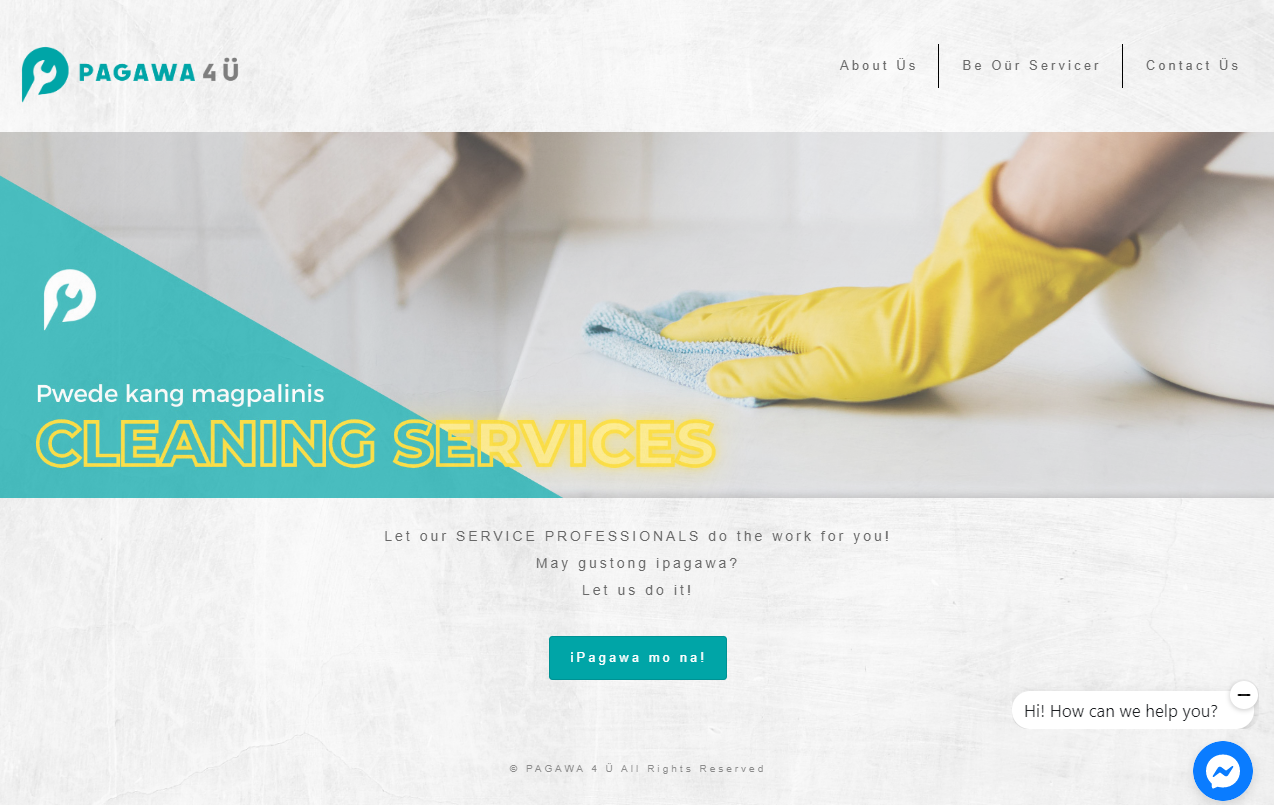 PAGAWA 4Ü
About Üs
Be Oür Servicer
Contact Üs
Pwede kang magpalinis
CLEANING SERVICES
Let our SERVICE PROFESSIONALS do the work for you!
May gustong ipagawa?
Let us do it!
iPagawa mo na!
Hi! How can we help you?
© PAGAWA 4 Ü All Rights Reserved